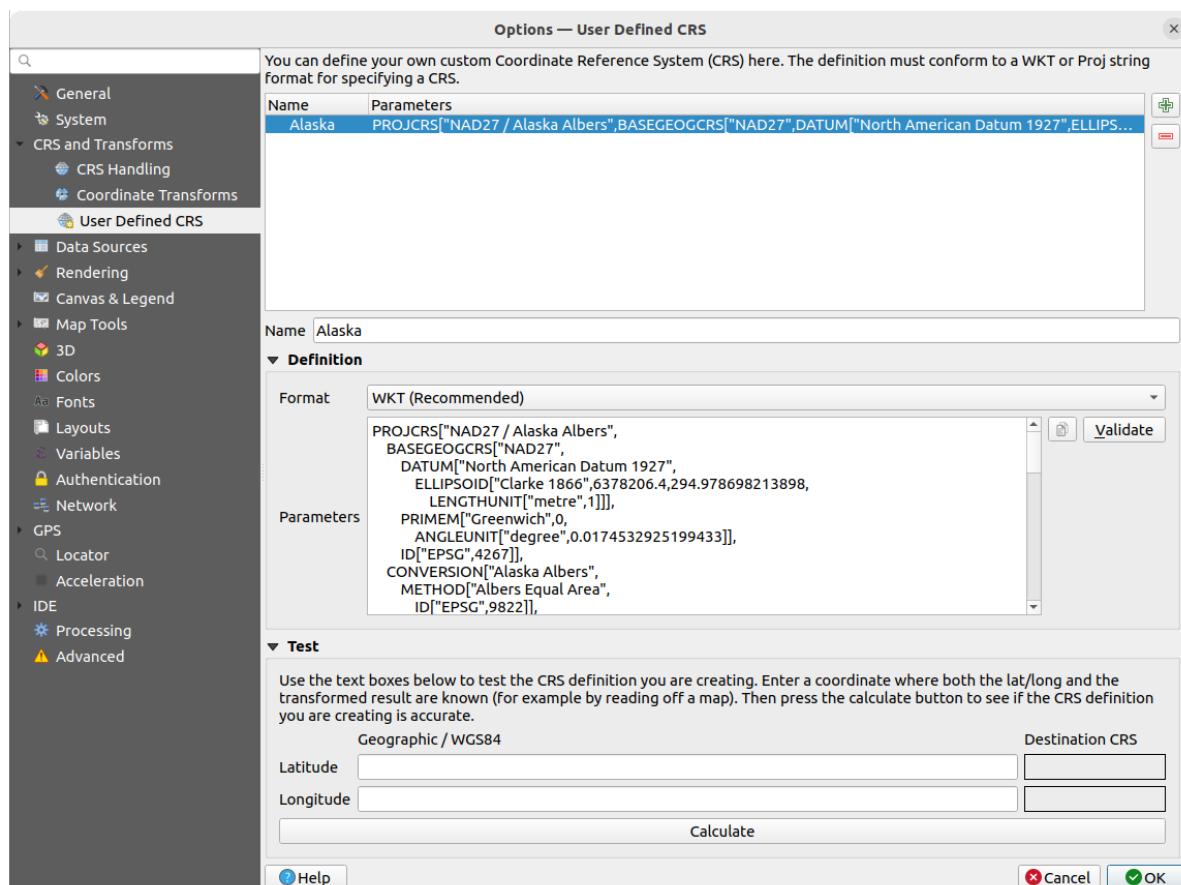 Options — User Defined CRS
General
System
CRS and Transforms
CRS Handling
Coordinate Transforms
User Defined CRS
Data Sources
Rendering
Canvas & Legend
Map Tools
3D
Colors
Fonts
Layouts
Variables
Authentication
Network
GPS
Locator
Acceleration
IDE
Processing
Advanced
You can define your own custom Coordinate Reference System (CRS) here. The definition must conform to a WKT or Proj string
format for specifying a CRS.
Name Parameters
Alaska PROJCRS["NAD27 / Alaska Albers",BASEGEOGCRS["NAD27",DATUM["North American Datum 1927",ELLIPS...
Name Alaska
Definition
Format WKT (Recommended)
Parameters
PROJCRS["NAD27 / Alaska Albers",
BASEGEOGCRS["NAD27",
DATUM["North American Datum 1927",
ELLIPSOID["Clarke 1866",6378206.4,294.978698213898,
LENGTHUNIT["metre",1]]],
PRIMEM["Greenwich",0,
ANGLEUNIT["degree",0.0174532925199433]],
ID["EPSG",4267]],
CONVERSION["Alaska Albers",
METHOD["Albers Equal Area",
ID["EPSG",9822]],
Validate
Test
Use the text boxes below to test the CRS definition you are creating. Enter a coordinate where both the lat/long and the
transformed result are known (for example by reading off a map). Then press the calculate button to see if the CRS definition
you are creating is accurate.
Geographic / WGS84 Destination CRS
Latitude
Longitude
Calculate
Help Cancel OK